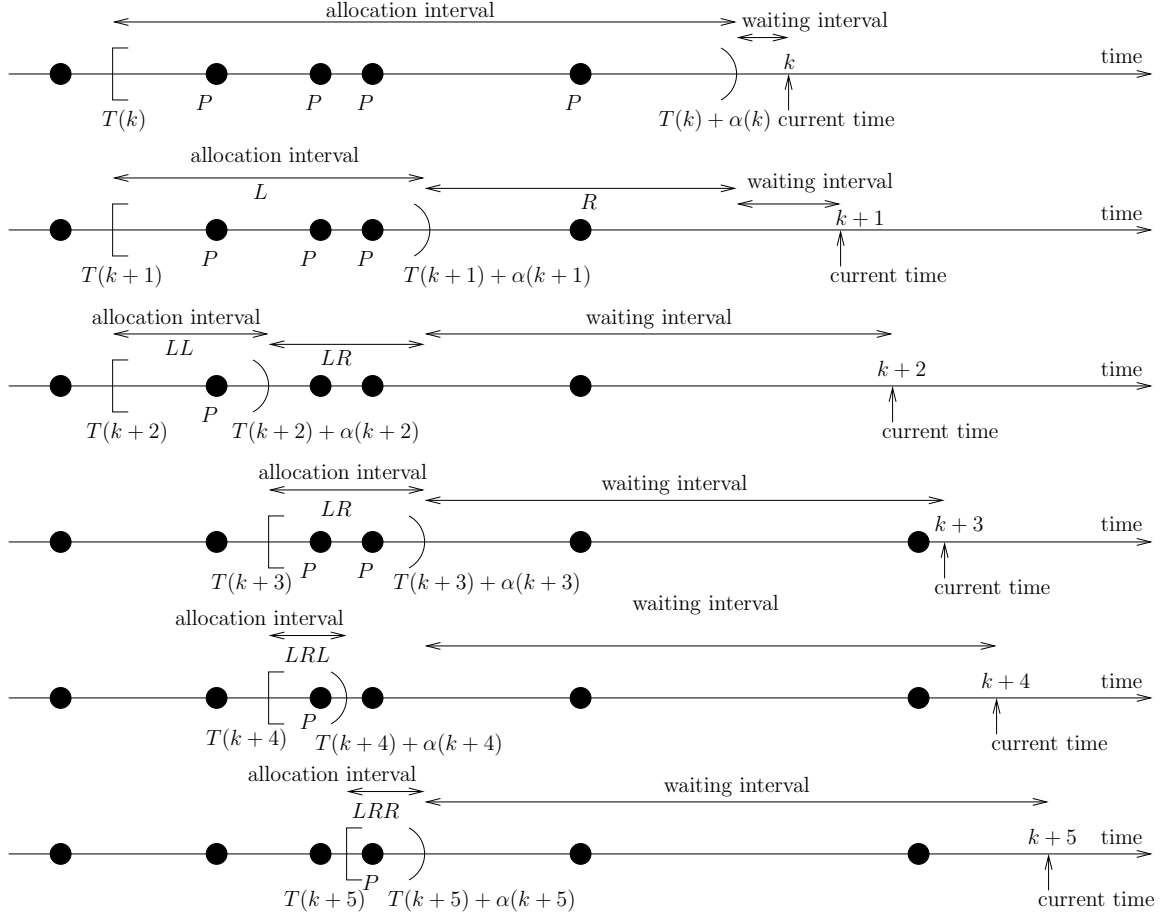 allocation interval
waiting interval
k
time
P P P P
T(k) T(k) + α(k) current time
allocation interval
L
waiting interval
R
k + 1
time
P P P
T(k+1) T(k+1) + α(k+1)
current time
allocation interval
waiting interval
LL LR
k + 2
time
P
T(k+2) T(k+2) + α(k+2)
current time
allocation interval
waiting interval
LR
k + 3
time
P P
T(k+3) T(k+3) + α(k+3)
current time
waiting interval
allocation interval
LRL
k + 4
time
P
T(k+4) T(k+4) + α(k+4)
current time
allocation interval
waiting interval
LRR
k + 5
time
P
T(k+5) T(k+5) + α(k+5)
current time